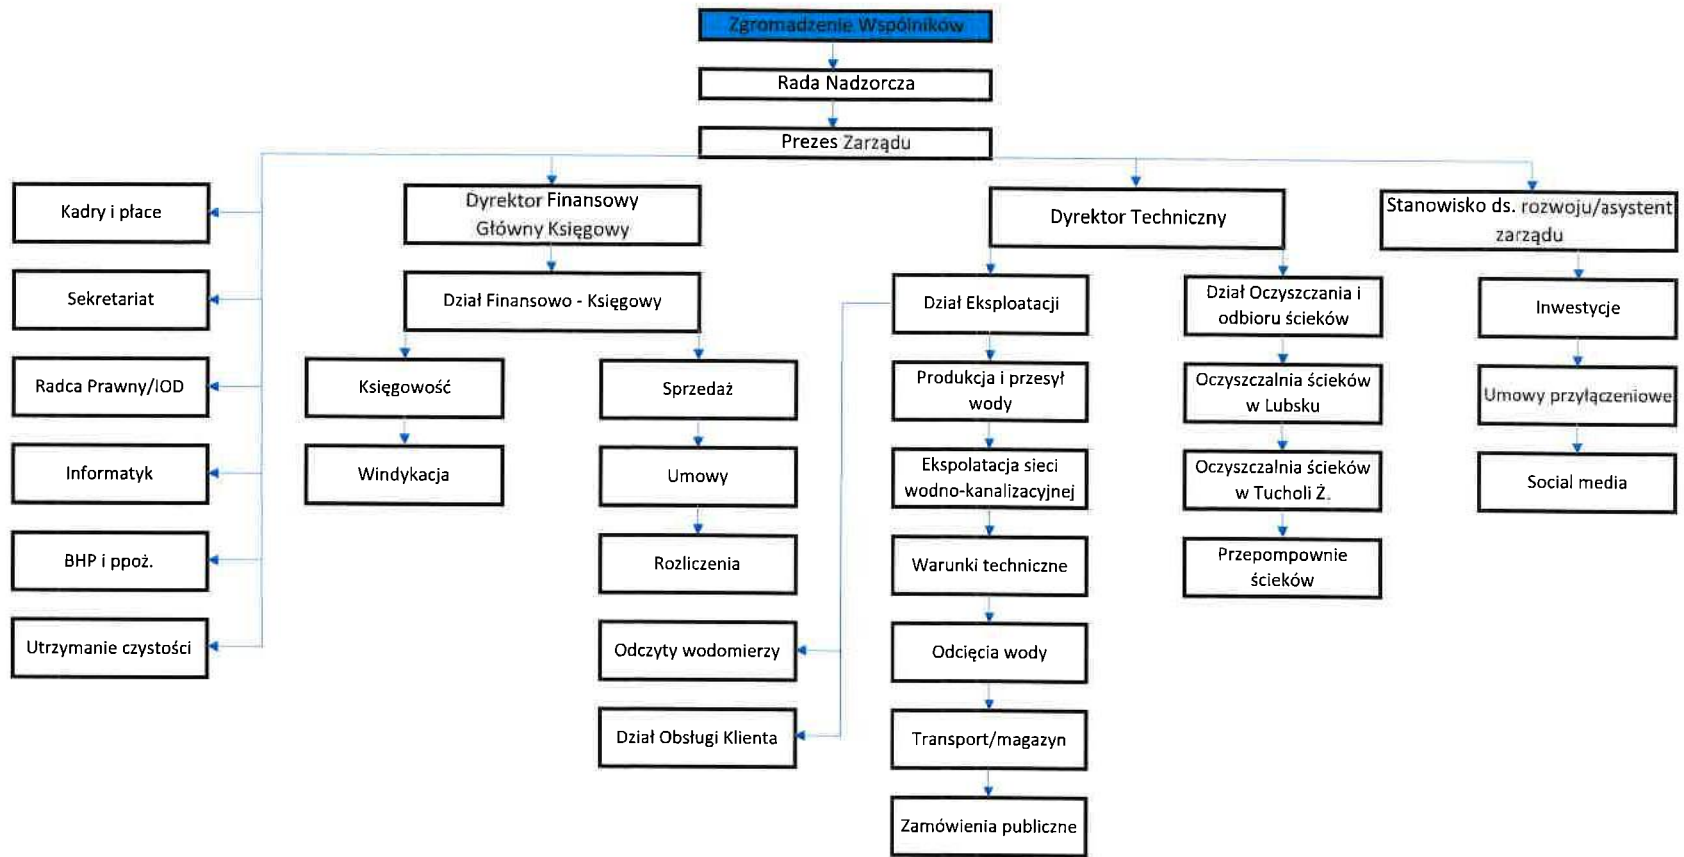 Zgromadzenie Wspólników
Rada Nadzorcza
Prezes Zarządu
Kadry i płace
Sekretariat
Radca Prawny/IOD
Informatyk
BHP i ppoż.
Utrzymanie czystości
Dyrektor Finansowy
Główny Księgowy
Dział Finansowo - Księgowy
Księgowość
Windykacja
Sprzedaż
Umowy
Rozliczenia
Odczyty wodomierzy
Dział Obsługi Klienta
Dyrektor Techniczny
Dział Eksploatacji
Produkcja i przesył
wody
Ekspolatacja sieci
wodno-kanalizacyjnej
Warunki techniczne
Odcięcia wody
Transport/magazyn
Zamówienia publiczne
Dział Oczyszczania i
odbioru ścieków
Oczyszczalnia ścieków
w Lubsku
Oczyszczalnia ścieków
w Tucholi Ż.
Przepompownie
ścieków
Stanowisko ds. rozwoju/asystent
zarządu
Inwestycje
Umowy przyłączeniowe
Social media